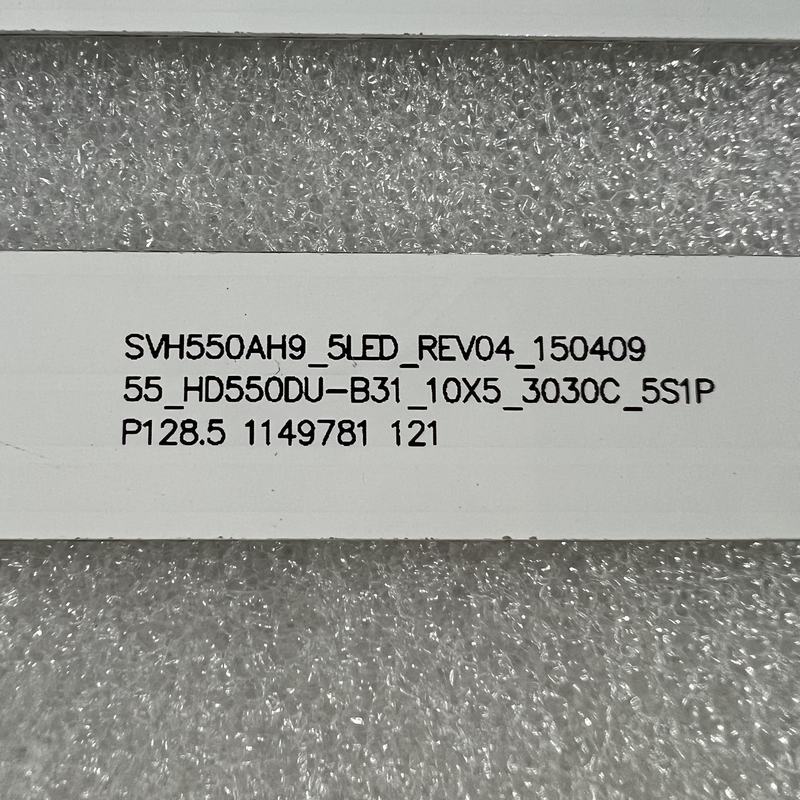 SVH550AH9_5LED_REV04_150409
55_HD550DU-B31_10X5_3030C_5S1P
P128.5 1149781 121